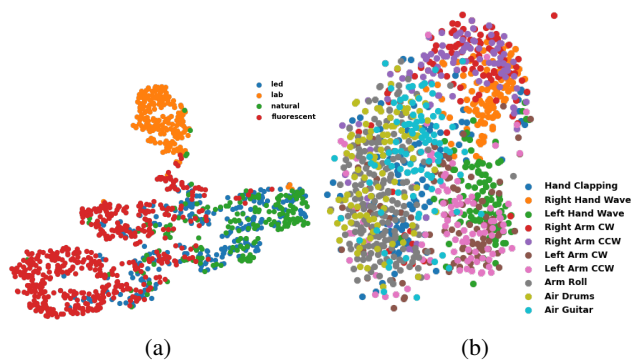 led
lab
natural
fluorescent
Hand Clapping
Right Hand Wave
Left Hand Wave
Right Arm CW
Right Arm CCW
Left Arm CW
Left Arm CCW
Arm Roll
Air Drums
Air Guitar
(a)
(b)